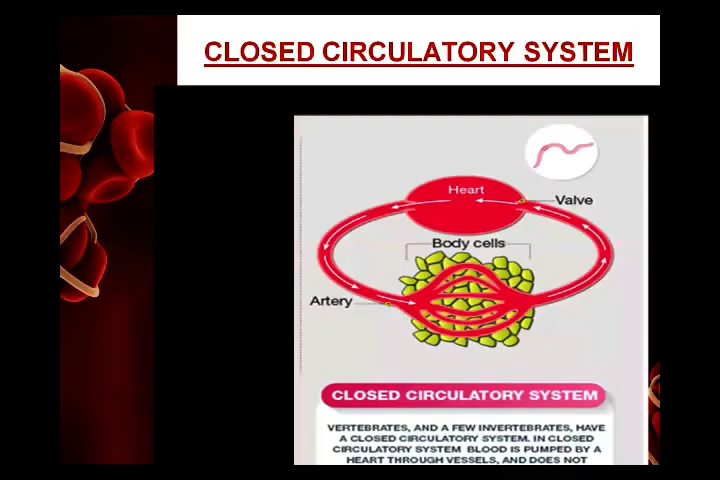 CLOSED CIRCULATORY SYSTEM
Heart
Valve
Body cells
Artery
CLOSED CIRCULATORY SYSTEM
VERTEBRATES, AND A FEW INVERTEBRATES, HAVE
A CLOSED CIRCULATORY SYSTEM. IN CLOSED
CIRCULATORY SYSTEM BLOOD IS PUMPED BY A
HEART THROUGH VESSELS, AND DOES NOT